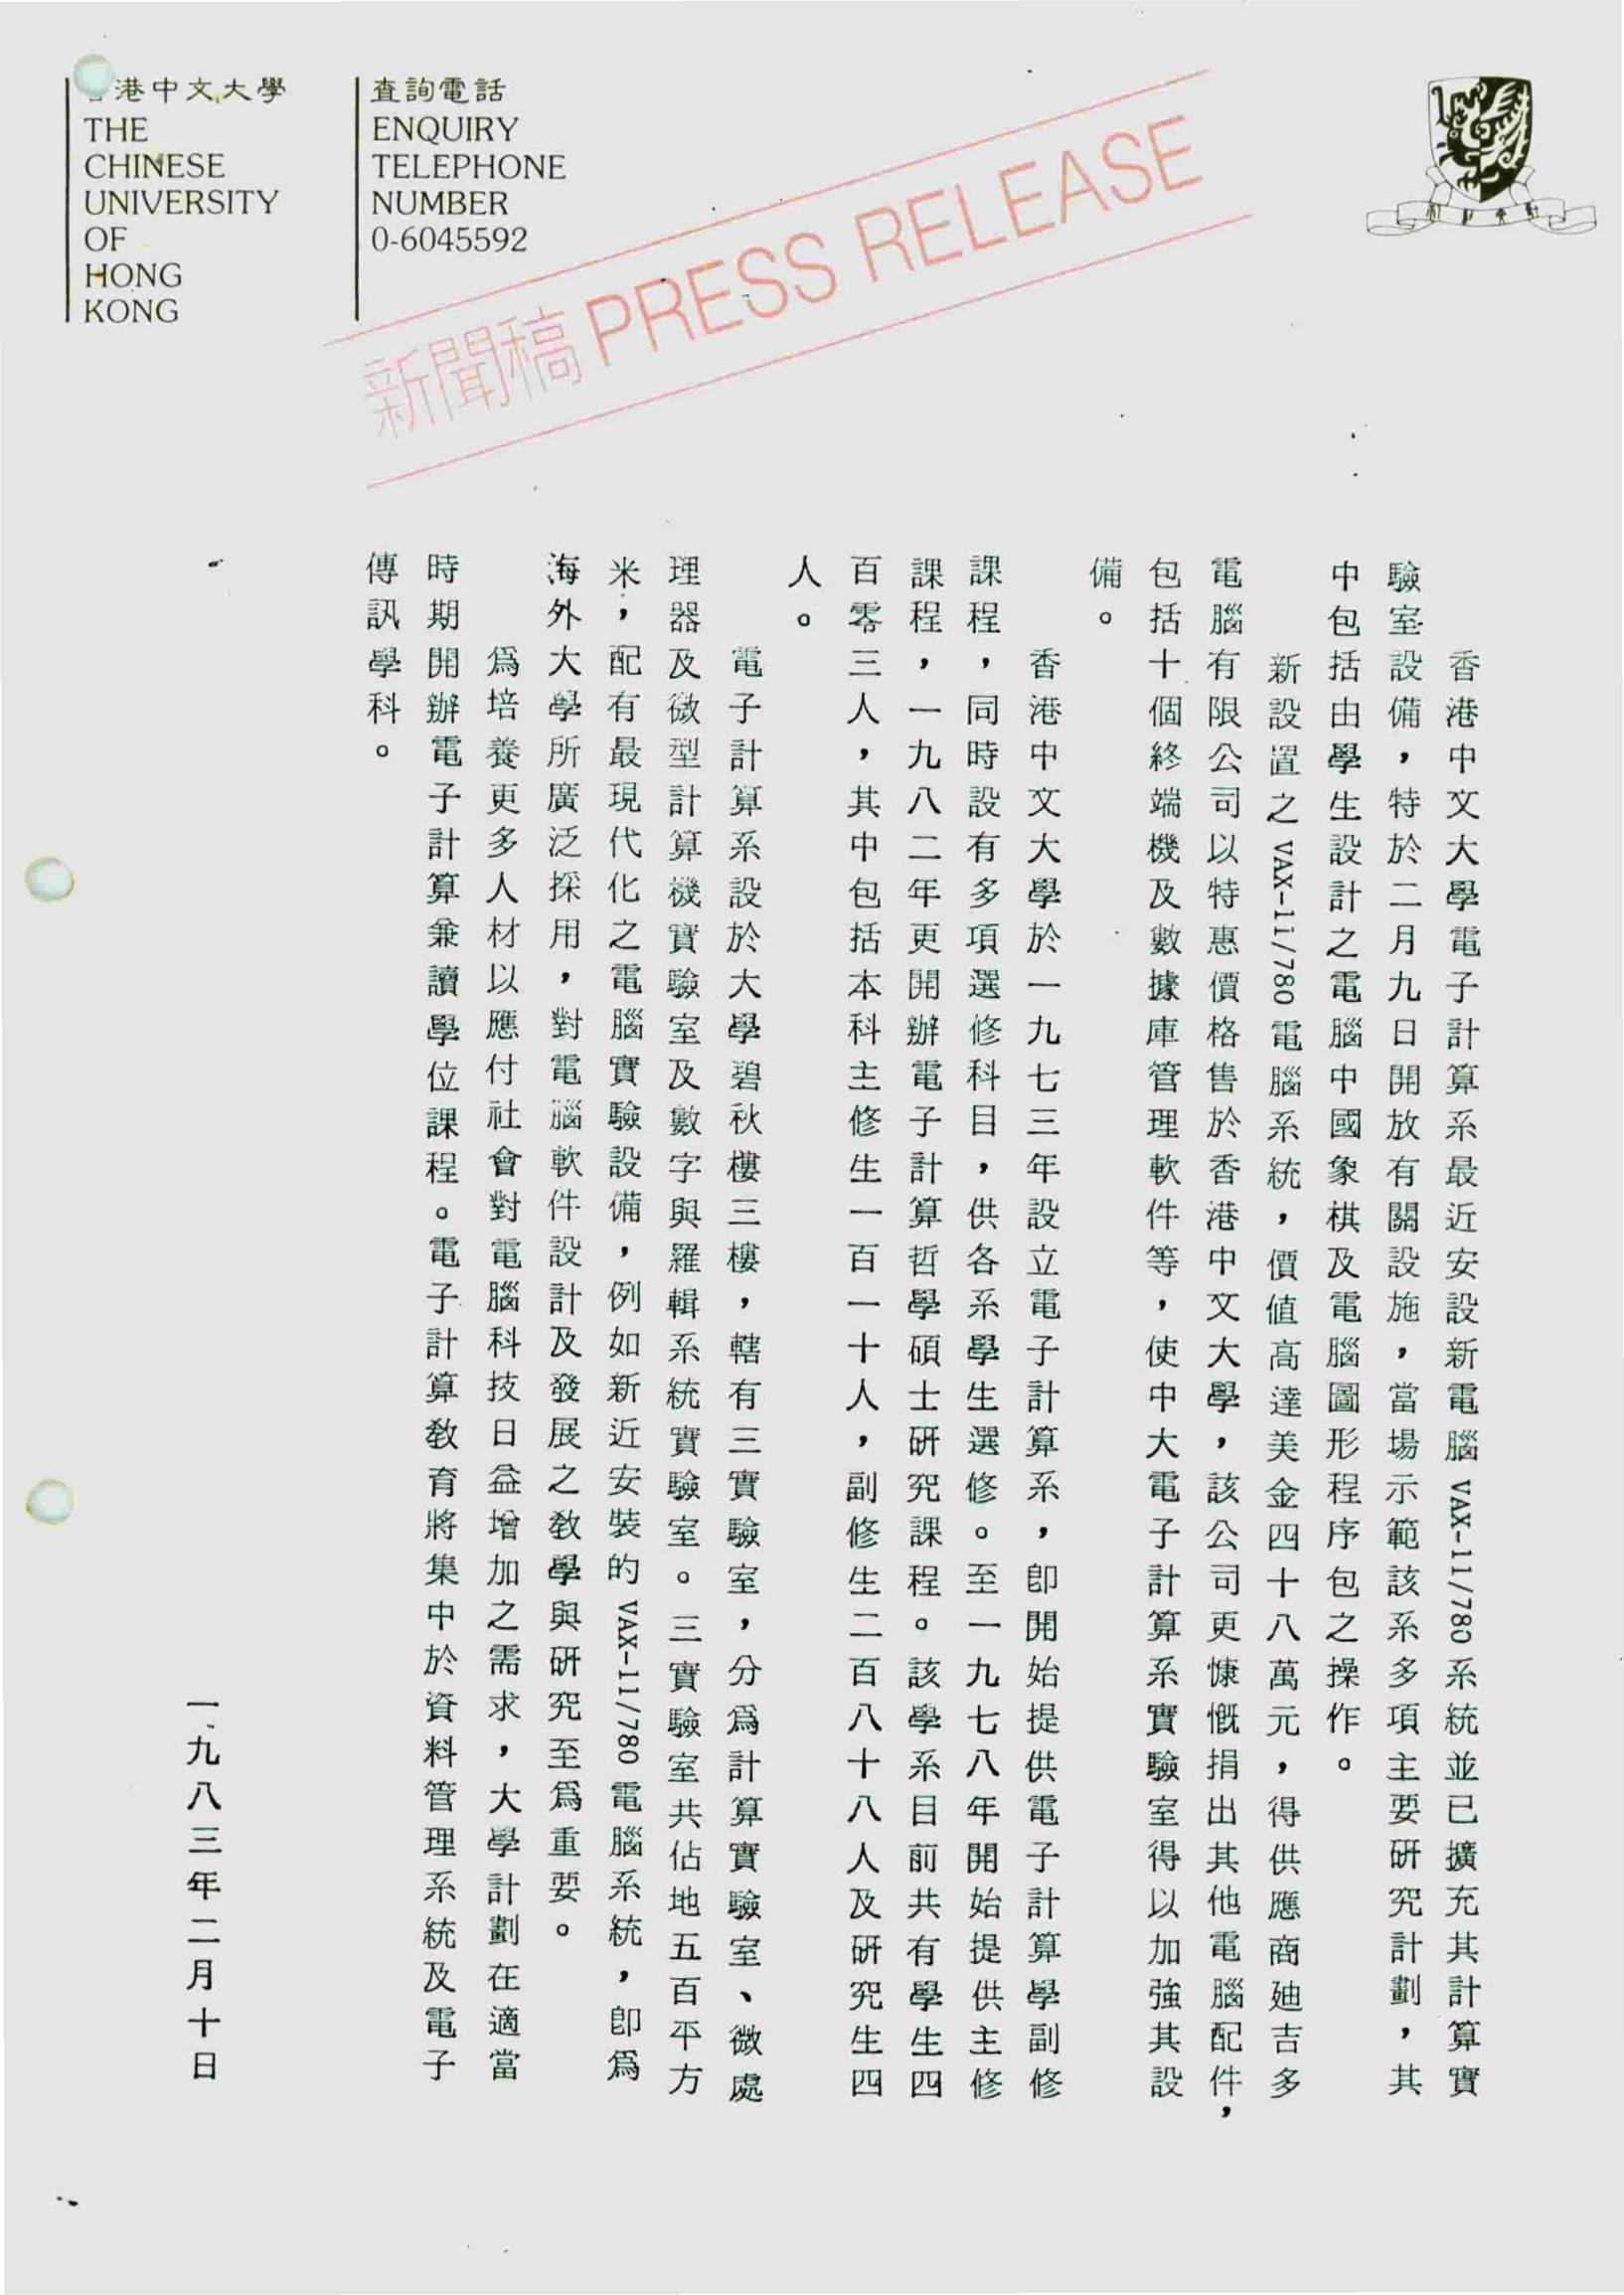 港中文大學
THE
CHINESE
UNIVERSITY
OF
HONG
KONG
查詢電話
ENQUIRY
TELEPHONE
NUMBER
0-6045592
新聞稿 PRESS RELEASE
香港中文大學電子計算系最近安設新電腦 VAX-11/780 系統並已擴充其計算實
驗室設備，特於二月九日開放有關設施，當場示範該系多項主要研究計劃，其
中包括由學生設計之電腦中國象棋及電腦圖形程序包之操作。
新設置之 VAX-11/780 電腦系統，價值高達美金四十八萬元，得供應商廸吉多
電腦有限公司以特惠價格售於香港中文大學，該公司更慷慨捐出其他電腦配件，
包括十個終端機及數據庫管理軟件等，使中大電子計算系實驗室得以加強其設
備。
香港中文大學於一九七三年設立電子計算系，卽開始提供電子計算學副修
課程，同時設有多項選修科目，供各系學生選修。至一九七八年開始提供主修
課程，一九八二年更開辦電子計算哲學碩士研究課程。該學系目前共有學生四
百零三人，其中包括本科主修生一百一十人，副修生二百八十八人及研究生四
人。
電子計算系設於大學碧秋樓三樓，轄有三實驗室，分爲計算實驗室、微處
理器及微型計算機實驗室及數字與羅輯系統實驗室。三實驗室共佔地五百平方
米，配有最現代化之電腦實驗設備，例如新近安裝的 VAX-11/780 電腦系統，卽爲
海外大學所廣泛採用，對電腦軟件設計及發展之教學與研究至爲重要。
爲培養更多人材以應付社會對電腦科技日益增加之需求，大學計劃在適當
時期開辦電子計算兼讀學位課程。電子計算教育將集中於資料管理系統及電子
傳訊學科。
一九八三年二月十日